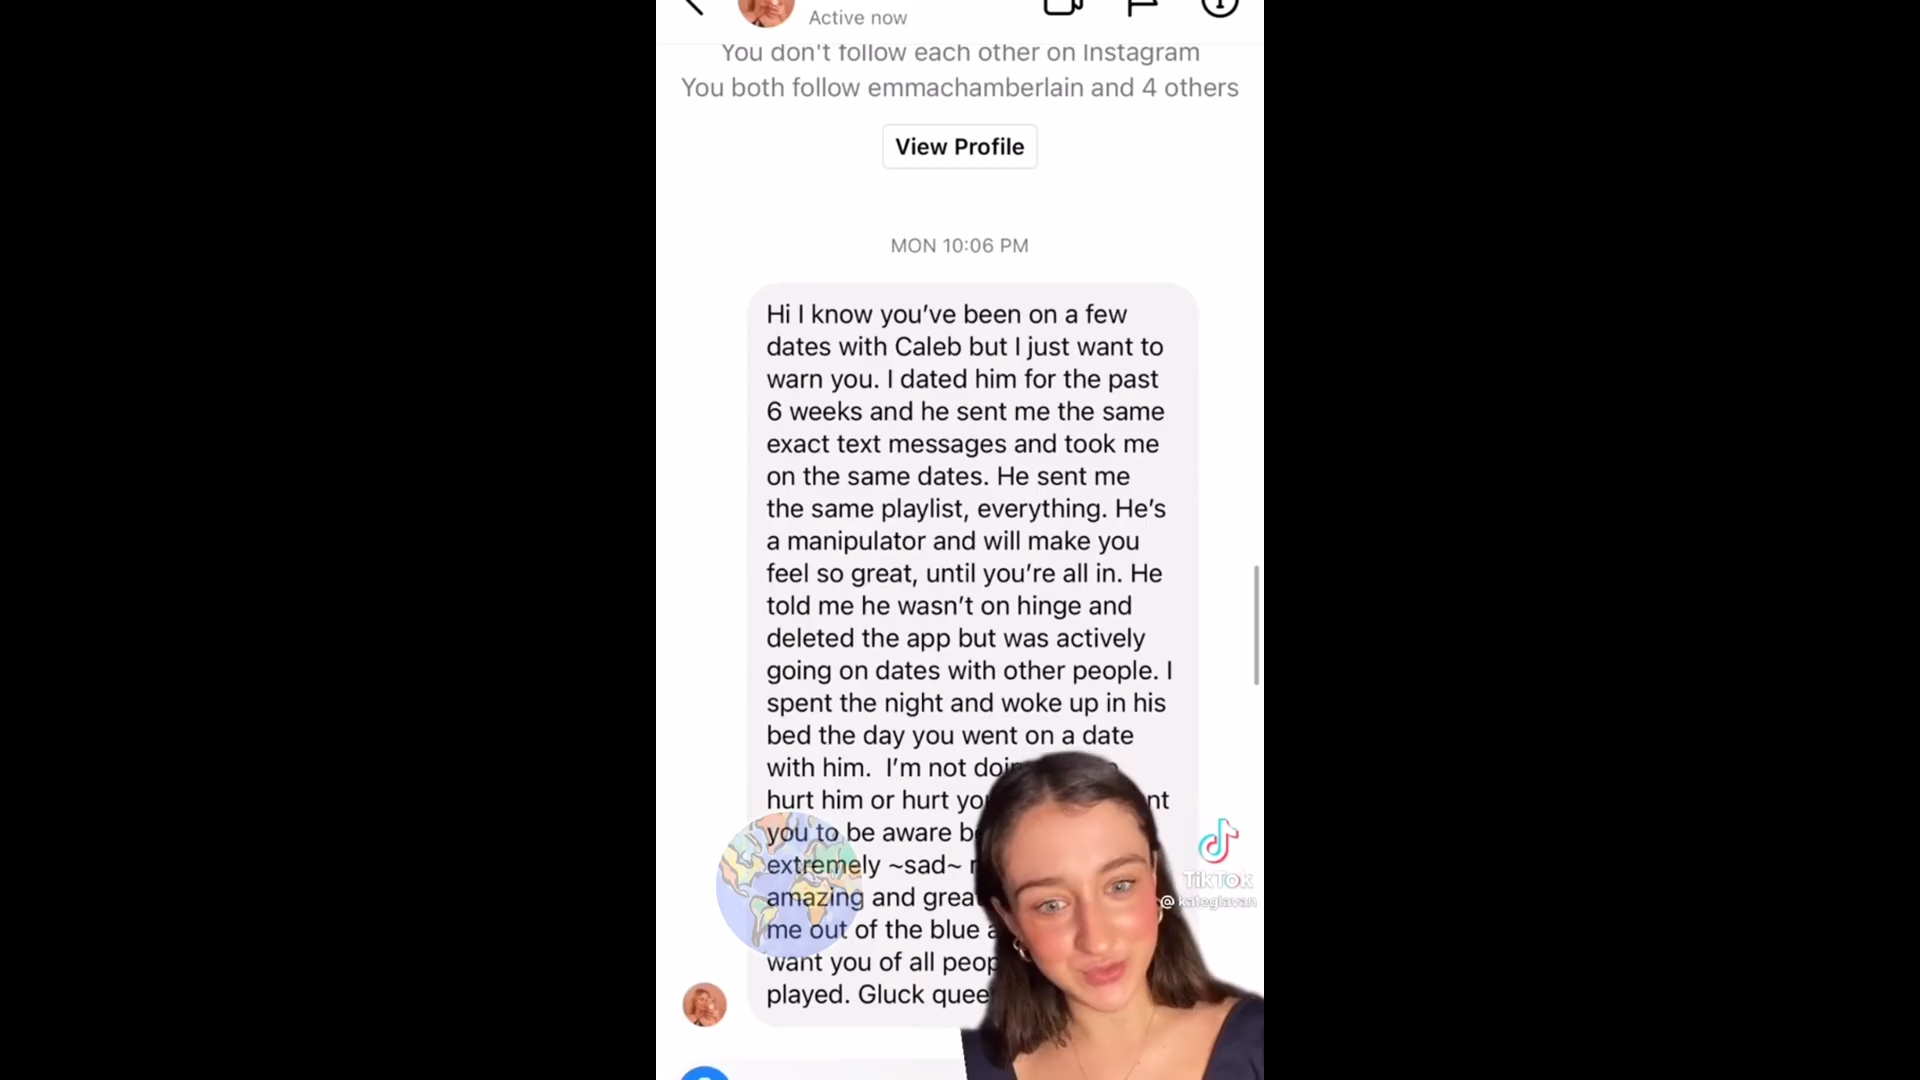 Active now
You don't follow each other on Instagram
You both follow emmachamberlain and 4 others
View Profile
MON 10:06 PM
Hi I know you've been on a few
dates with Caleb but I just want to
warn you. I dated him for the past
6 weeks and he sent me the same
exact text messages and took me
on the same dates. He sent me
the same playlist, everything. He's
a manipulator and will make you
feel so great, until you're all in. He
told me he wasn't on hinge and
deleted the app but was actively
going on dates with other people. I
spent the night and woke up in his
bed the day you went on a date
with him.  I'm not
hurt him or hurt
you to be aware
extremely ~sad~
amazing and
me out of the blue
want you of all
played. Gluck
TikTok
@kateglavan